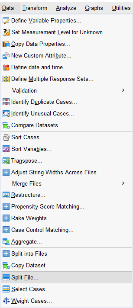 Data Transform Analyze Graphs Utilities
Define Variable Properties...
Set Measurement Level for Unknown
Copy Data Properties...
New Custom Attribute...
Define date and time
Define Multiple Response Sets...
Validation
Identify Duplicate Cases...
Identify Unusual Cases...
Compare Datasets
Sort Cases
Sort Variables...
Transpose...
Adjust String Widths Across Files
Merge Files
Restructure...
Propensity Score Matching...
Rake Weights
Case Control Matching...
Aggregate...
Split into Files
Copy Dataset
Split File...
Select Cases
Weight Cases...